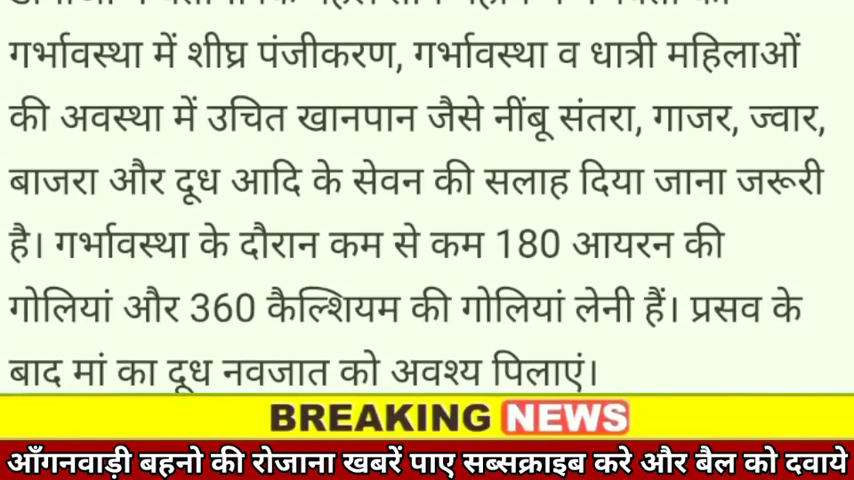 गर्भावस्था में शीघ्र पंजीकरण, गर्भावस्था व धात्री महिलाओं
की अवस्था में उचित खानपान जैसे नींबू संतरा, गाजर, ज्वार,
बाजरा और दूध आदि के सेवन की सलाह दिया जाना जरूरी
है। गर्भावस्था के दौरान कम से कम 180 आयरन की
गोलियां और 360 कैल्शियम की गोलियां लेनी हैं। प्रसव के
बाद मां का दूध नवजात को अवश्य पिलाएं।
BREAKING NEWS
आँगनवाड़ी बहनो की रोजाना खबरें पाए सब्सक्राइब करे और बैल को दवाये